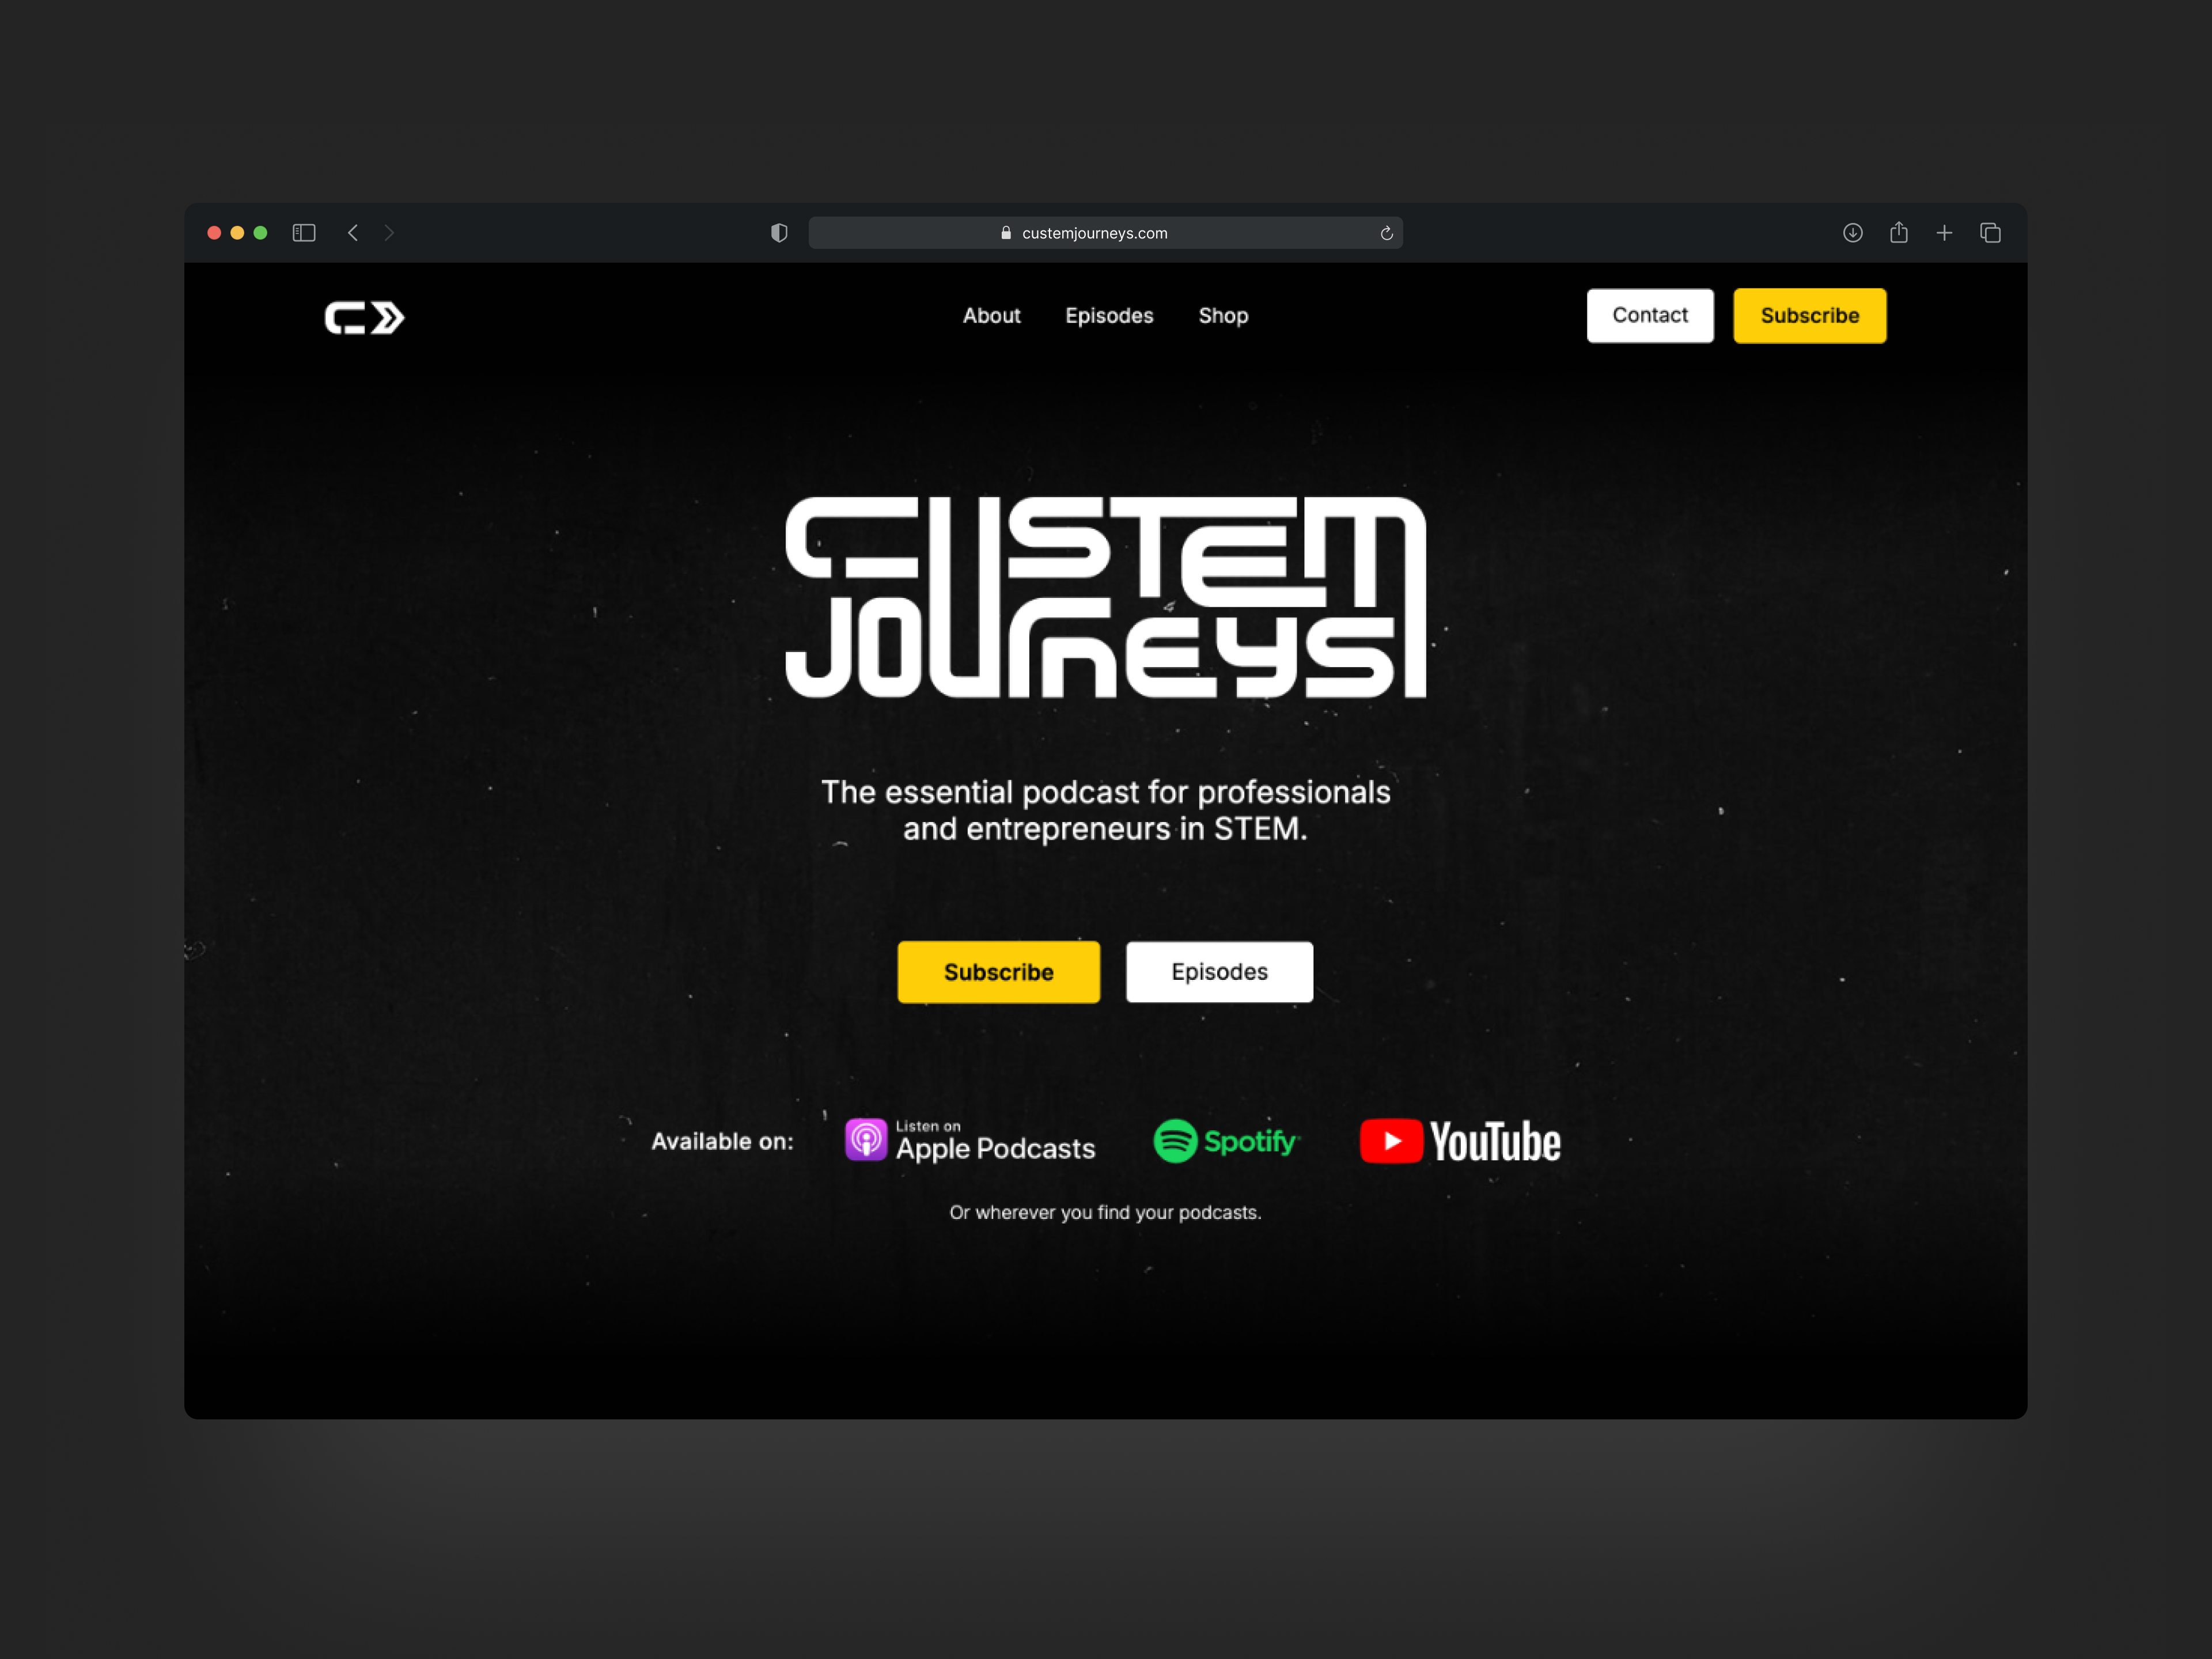 custemjourneys.com
About Episodes Shop
Contact Subscribe
CUSTEM
JOURNEYS
The essential podcast for professionals
and entrepreneurs in STEM.
Subscribe Episodes
Available on:
Listen on
Apple Podcasts
Spotify
YouTube
Or wherever you find your podcasts.